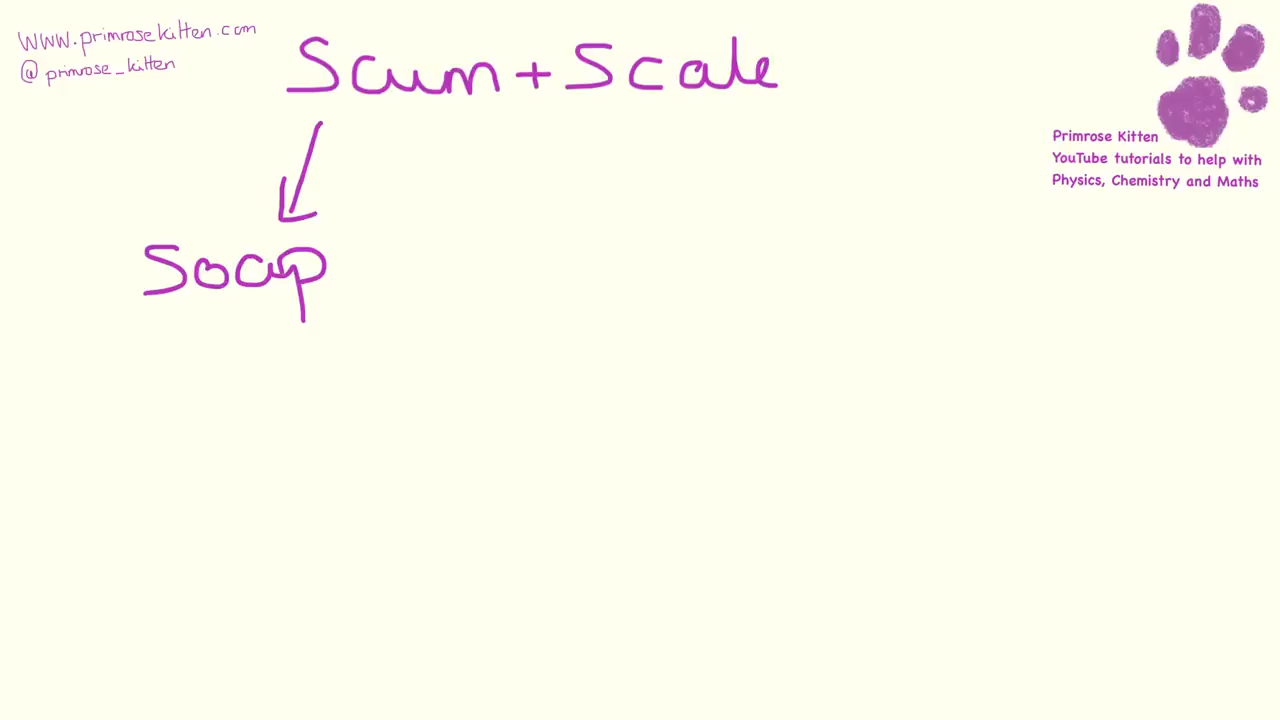 www.primrosekitten.com
@primrose_kitten
Scum + Scale
Primrose Kitten
YouTube tutorials to help with
Physics, Chemistry and Maths
Soap